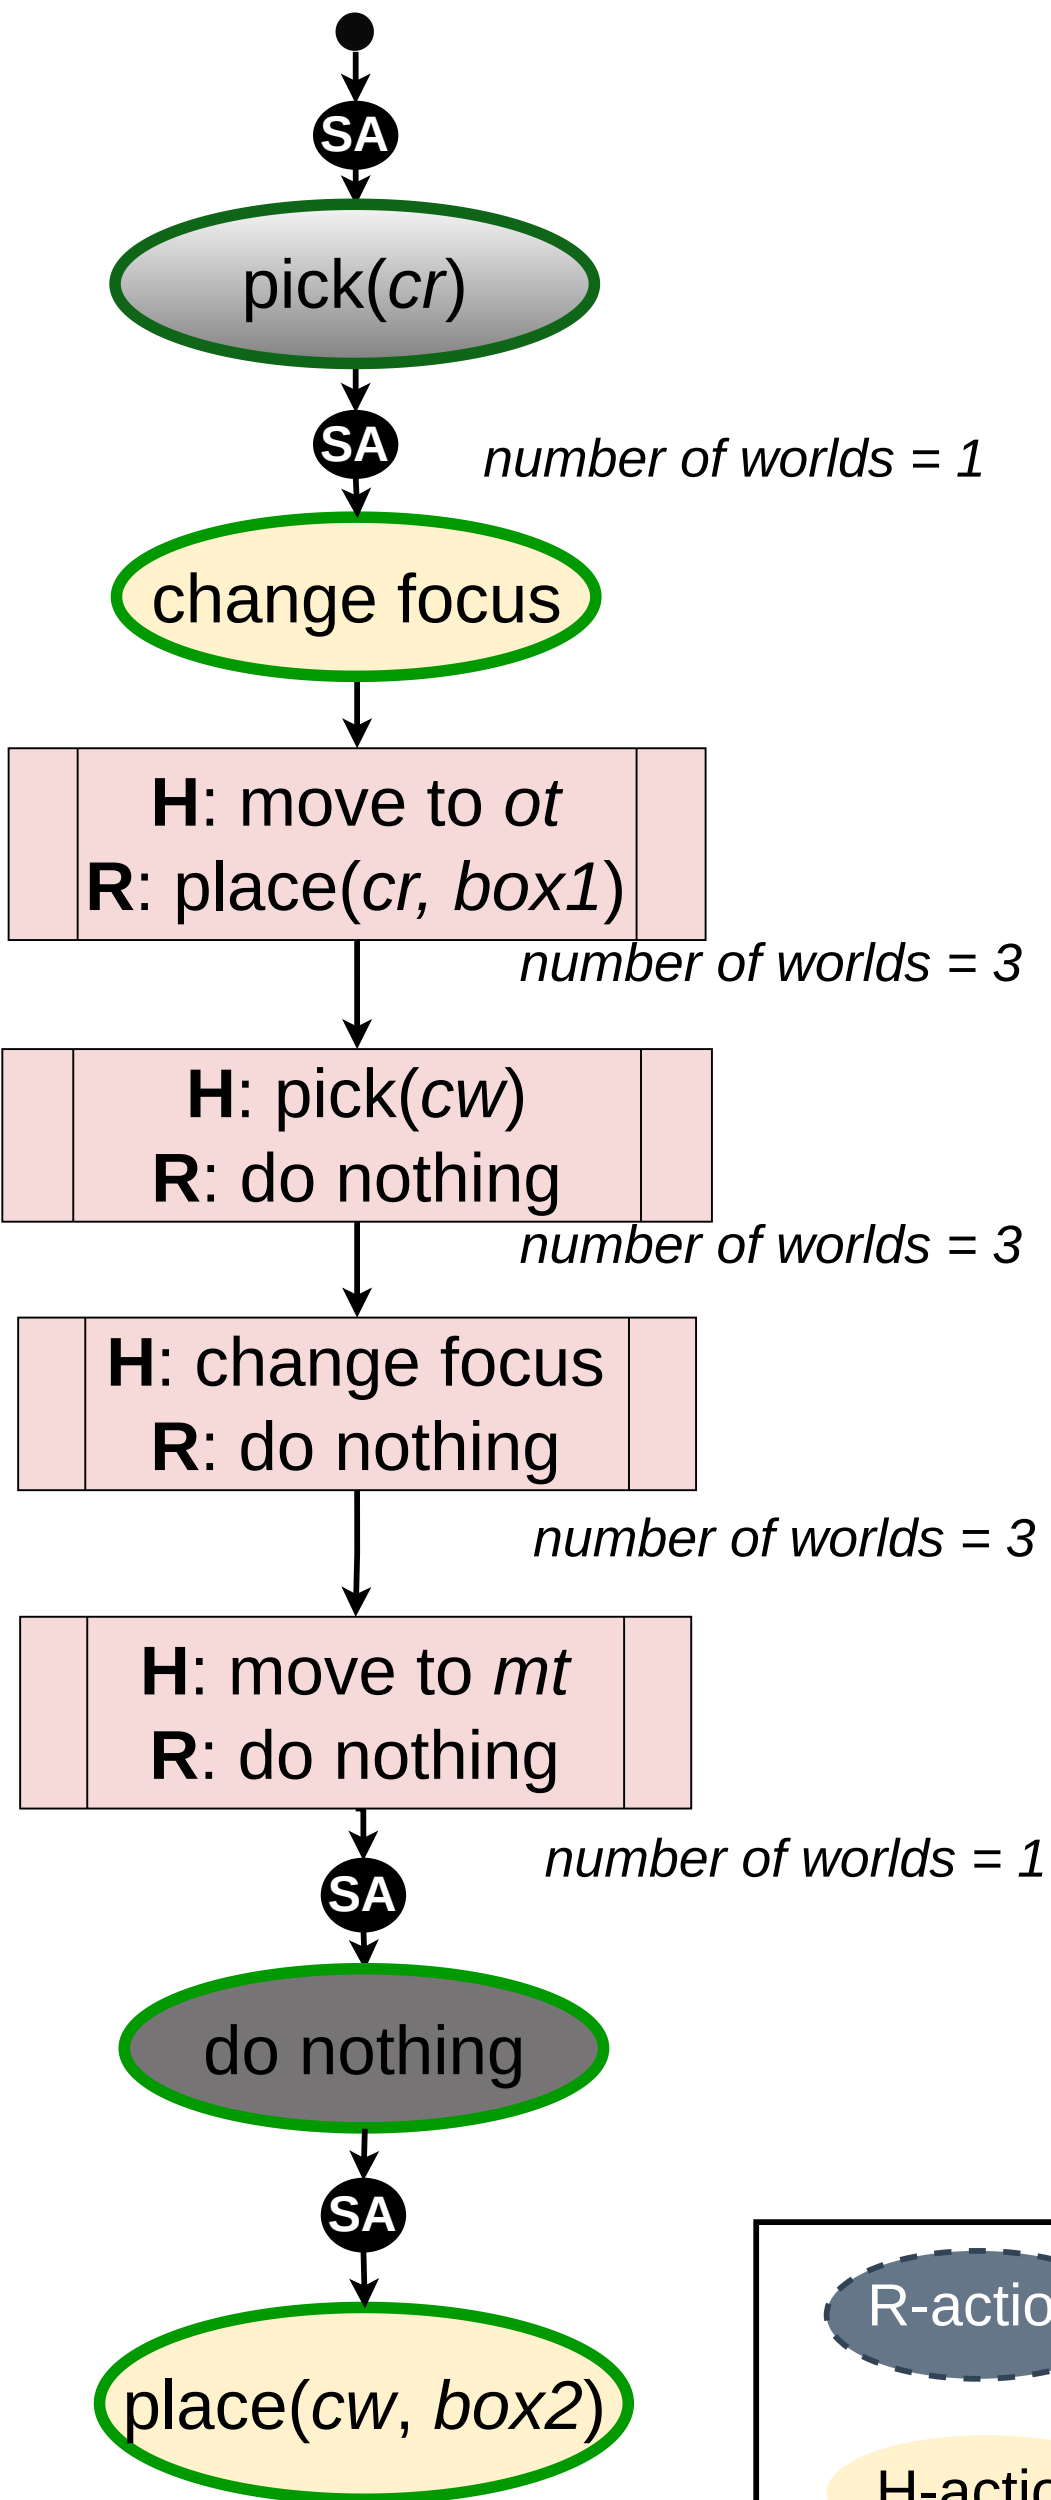 SA
pick(cr)
SA
number of worlds = 1
change focus
H: move to ot
R: place(cr, box1)
number of worlds = 3
H: pick(cw)
R: do nothing
number of worlds = 3
H: change focus
R: do nothing
number of worlds = 3
H: move to mt
R: do nothing
number of worlds = 1
SA
do nothing
SA
R-actio
place(cw, box2)
H-actio